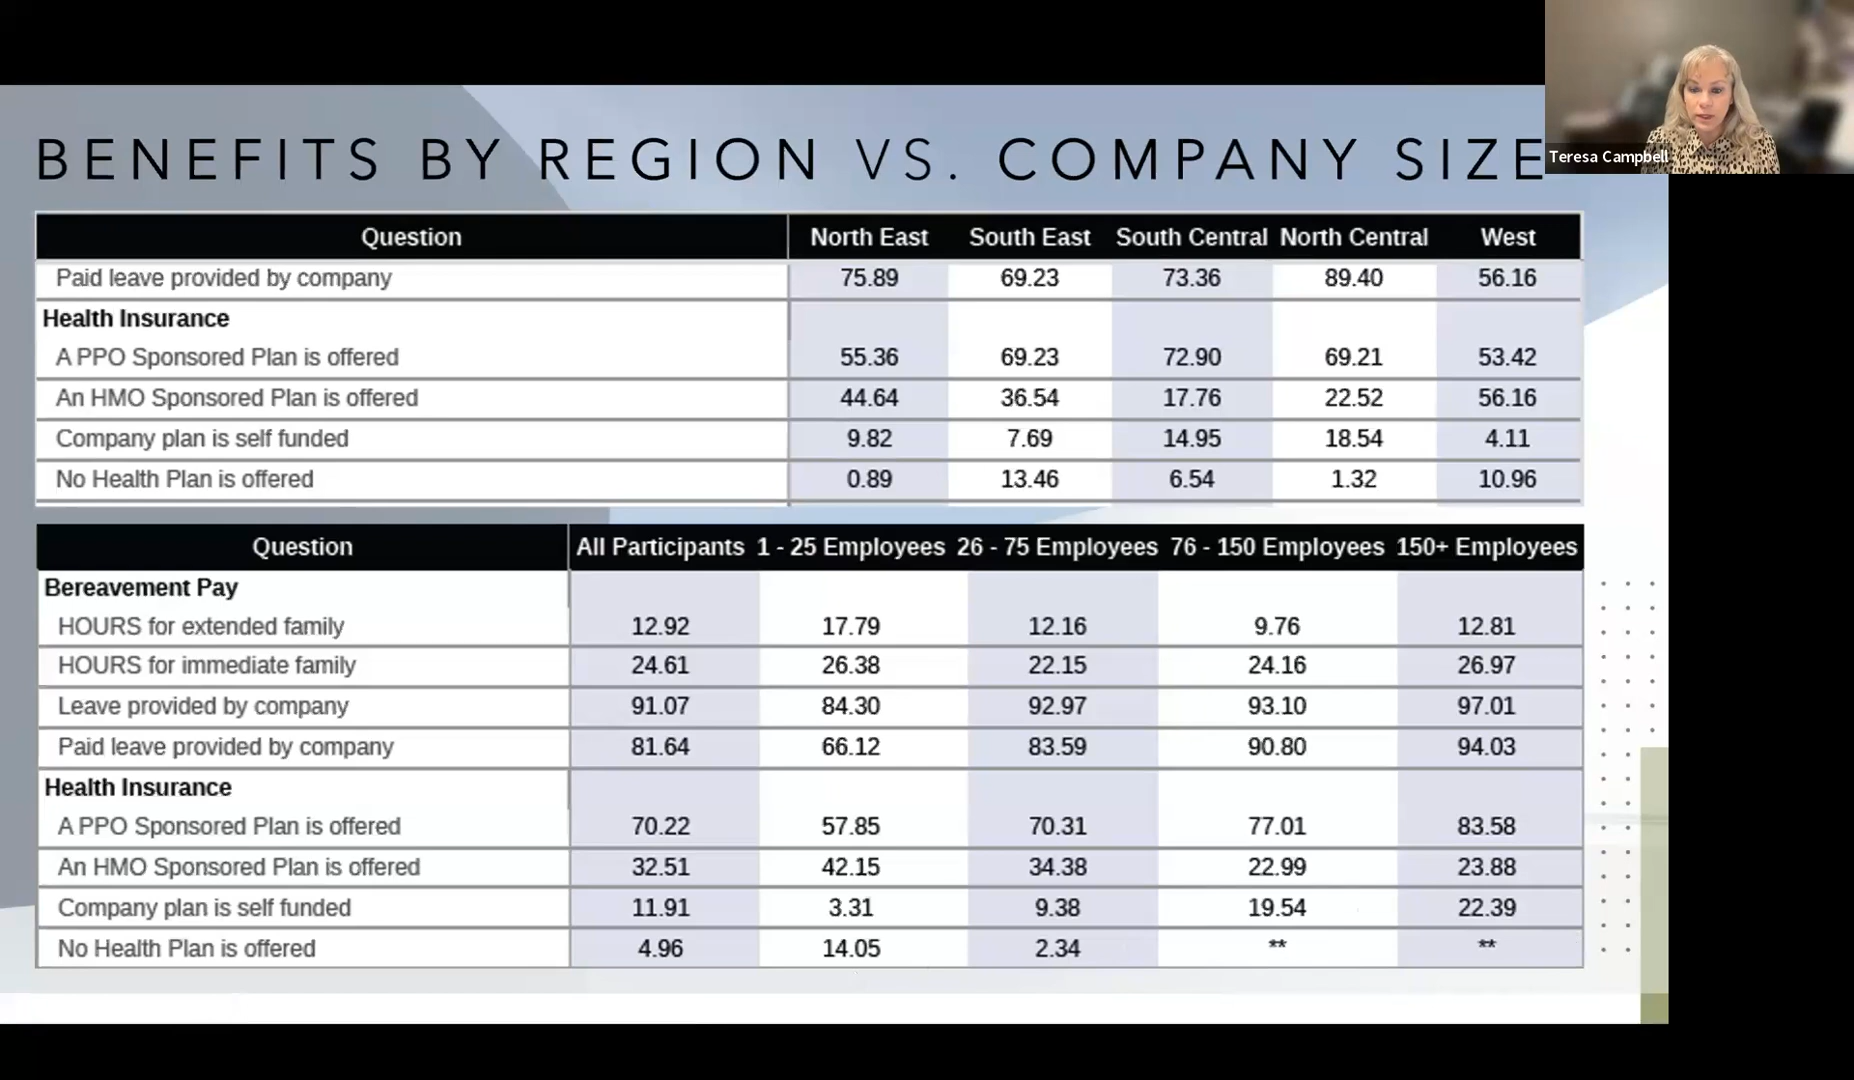 Teresa Campbell
BENEFITS BY REGION VS. COMPANY SIZE
Question North East South East South Central North Central West
Paid leave provided by company 75.89 69.23 73.36 89.40 56.16
Health Insurance
A PPO Sponsored Plan is offered 55.36 69.23 72.90 69.21 53.42
An HMO Sponsored Plan is offered 44.64 36.54 17.76 22.52 56.16
Company plan is self funded 9.82 7.69 14.95 18.54 4.11
No Health Plan is offered 0.89 13.46 6.54 1.32 10.96
Question All Participants 1 - 25 Employees 26 - 75 Employees 76 - 150 Employees 150+ Employees
Bereavement Pay
HOURS for extended family 12.92 17.79 12.16 9.76 12.81
HOURS for immediate family 24.61 26.38 22.15 24.16 26.97
Leave provided by company 91.07 84.30 92.97 93.10 97.01
Paid leave provided by company 81.64 66.12 83.59 90.80 94.03
Health Insurance
A PPO Sponsored Plan is offered 70.22 57.85 70.31 77.01 83.58
An HMO Sponsored Plan is offered 32.51 42.15 34.38 22.99 23.88
Company plan is self funded 11.91 3.31 9.38 19.54 22.39
No Health Plan is offered 4.96 14.05 2.34 ** **